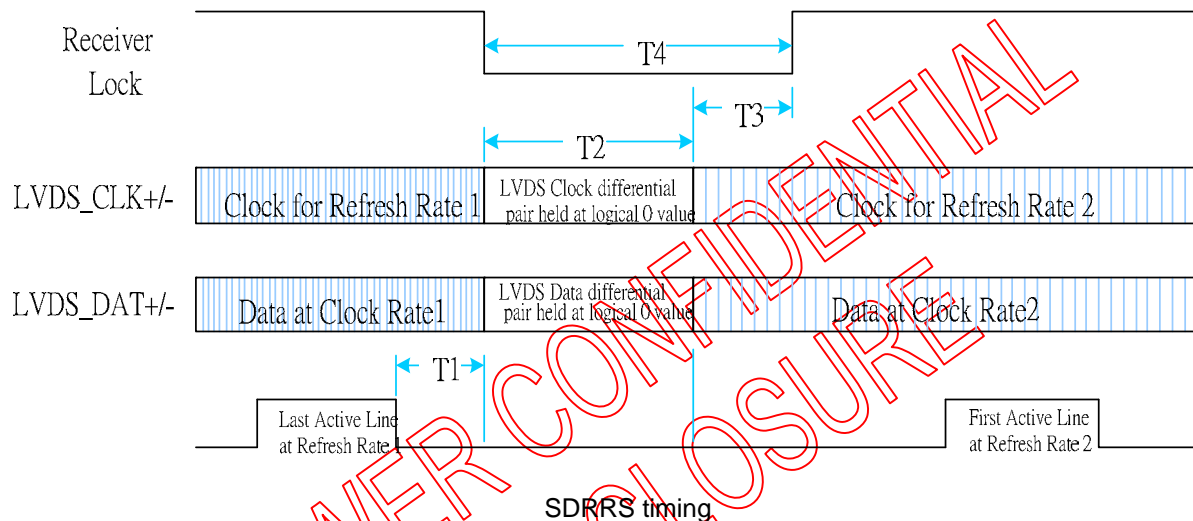 Receiver
Lock
T4
T3
T2
LVDS_CLK+/-
Clock for Refresh Rate 1
LVDS Clock differential
pair held at logical 0 value
Clock for Refresh Rate 2
LVDS_DAT+/-
Data at Clock Rate1
LVDS Data differential
pair held at logical 0 value
Data at Clock Rate2
T1
Last Active Line
at Refresh Rate 1
First Active Line
at Refresh Rate 2
SDRRS timing
CONFIDENTIAL
CLOSURE